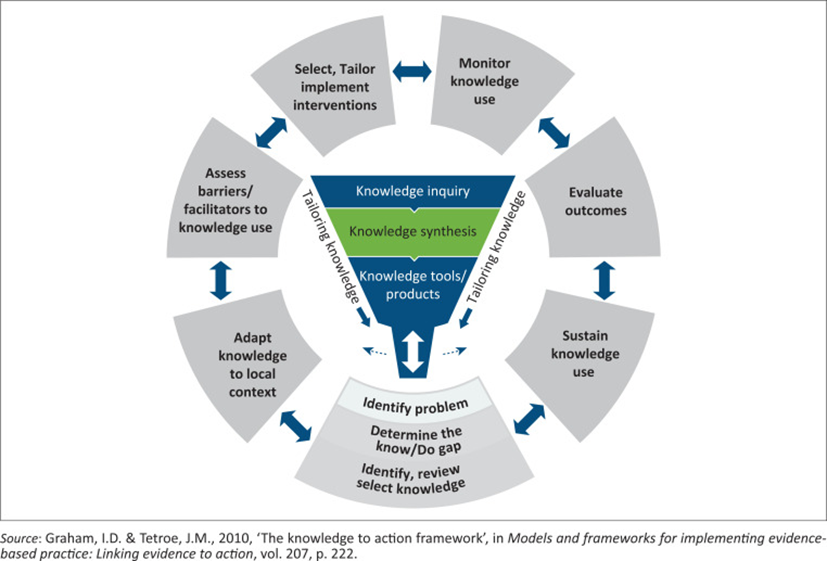 Select, Tailor
implement
interventions
Monitor
knowledge
use
Assess
barriers/
facilitators to
knowledge use
Evaluate
outcomes
Knowledge inquiry
Knowledge synthesis
Knowledge tools/
products
Tailoring knowledge
Tailoring knowledge
Adapt
knowledge
to local
context
Sustain
knowledge
use
Identify problem
Determine the
know/Do gap
Identify, review
select knowledge
Source: Graham, I.D. & Tetroe, J.M., 2010, ‘The knowledge to action framework’, in Models and frameworks for implementing evidence-
based practice: Linking evidence to action, vol. 207, p. 222.